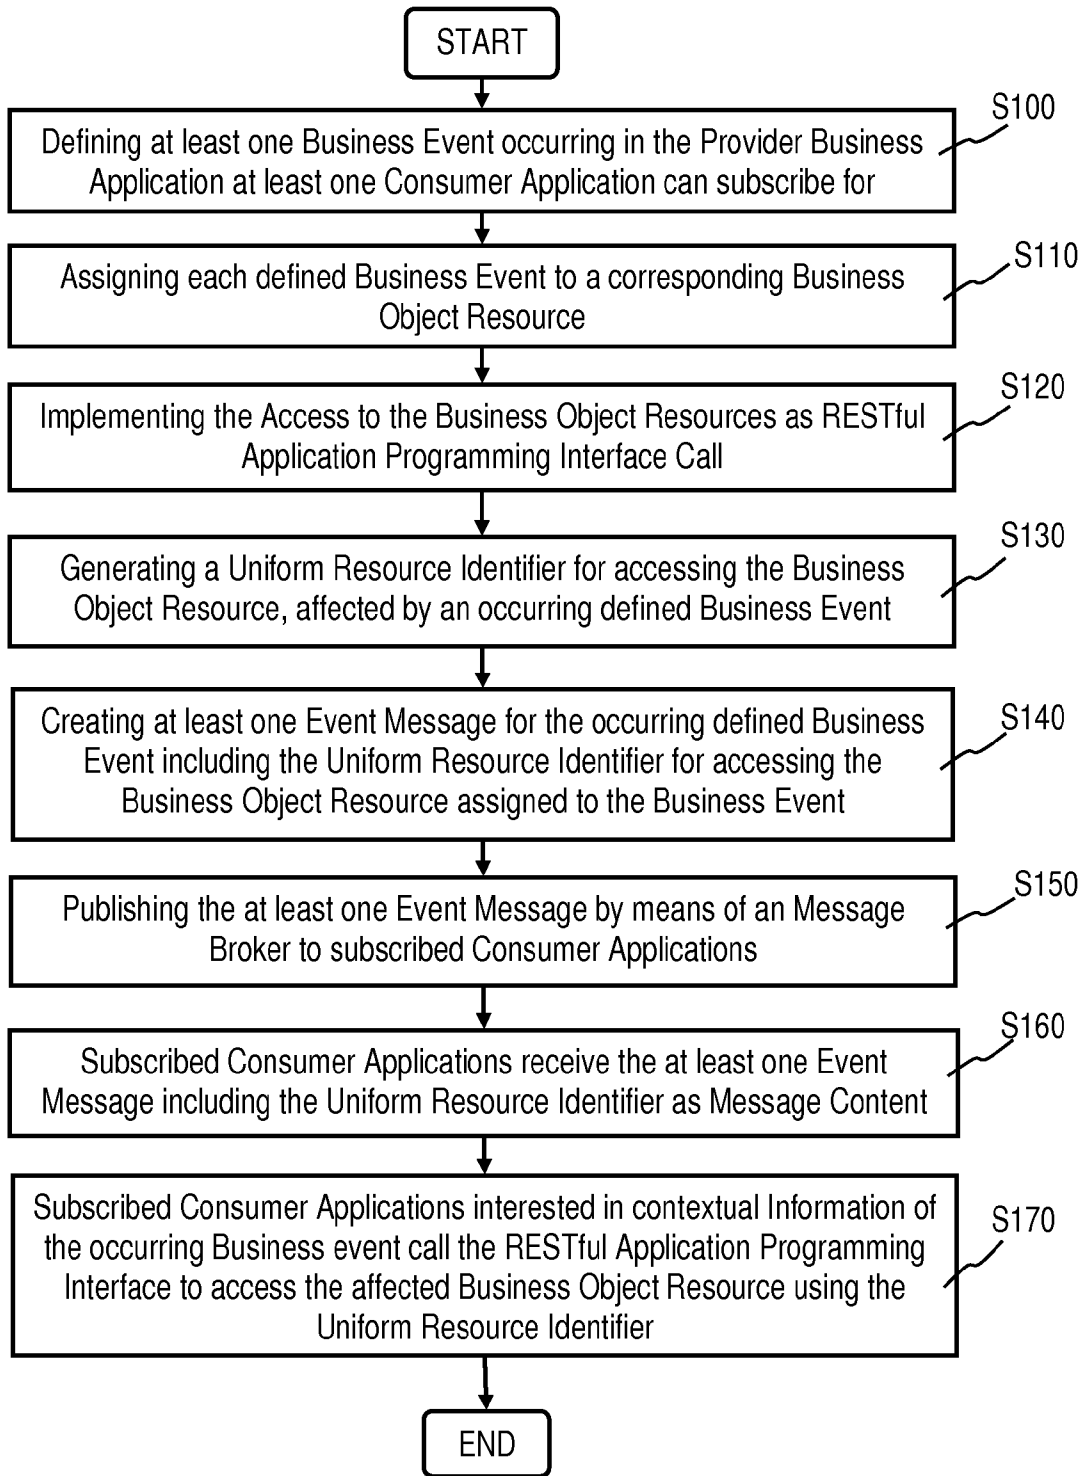 START
S100
Defining at least one Business Event occurring in the Provider Business
Application at least one Consumer Application can subscribe for
S110
Assigning each defined Business Event to a corresponding Business
Object Resource
S120
Implementing the Access to the Business Object Resources as RESTful
Application Programming Interface Call
S130
Generating a Uniform Resource Identifier for accessing the Business
Object Resource, affected by an occurring defined Business Event
S140
Creating at least one Event Message for the occurring defined Business
Event including the Uniform Resource Identifier for accessing the
Business Object Resource assigned to the Business Event
S150
Publishing the at least one Event Message by means of an Message
Broker to subscribed Consumer Applications
S160
Subscribed Consumer Applications receive the at least one Event
Message including the Uniform Resource Identifier as Message Content
S170
Subscribed Consumer Applications interested in contextual Information of
the occurring Business event call the RESTful Application Programming
Interface to access the affected Business Object Resource using the
Uniform Resource Identifier
END